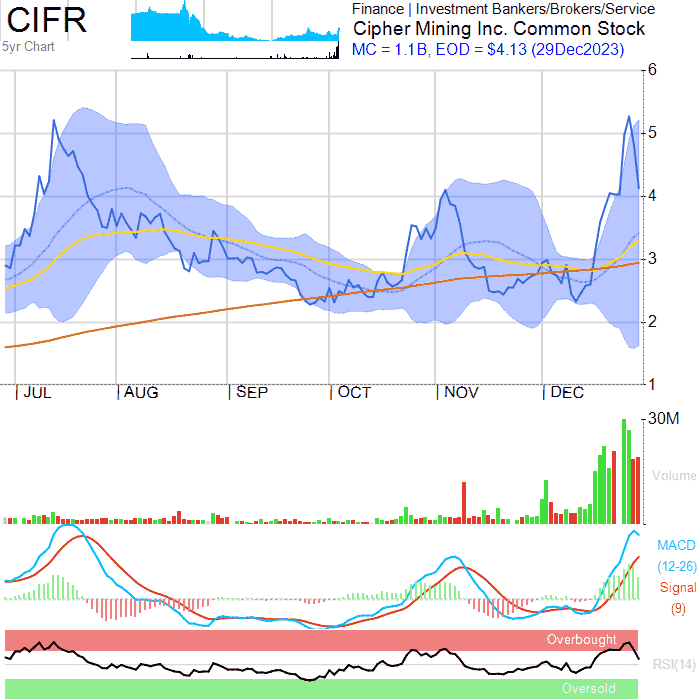 CIFR
5yr Chart
Finance | Investment Bankers/Brokers/Service
Cipher Mining Inc. Common Stock
MC = 1.1B, EOD = $4.13 (29Dec2023)
6
5
4
3
2
1
JUL AUG SEP OCT NOV DEC
30M
Volume
MACD
(12-26)
Signal
(9)
Overbought
RSI(14)
Oversold